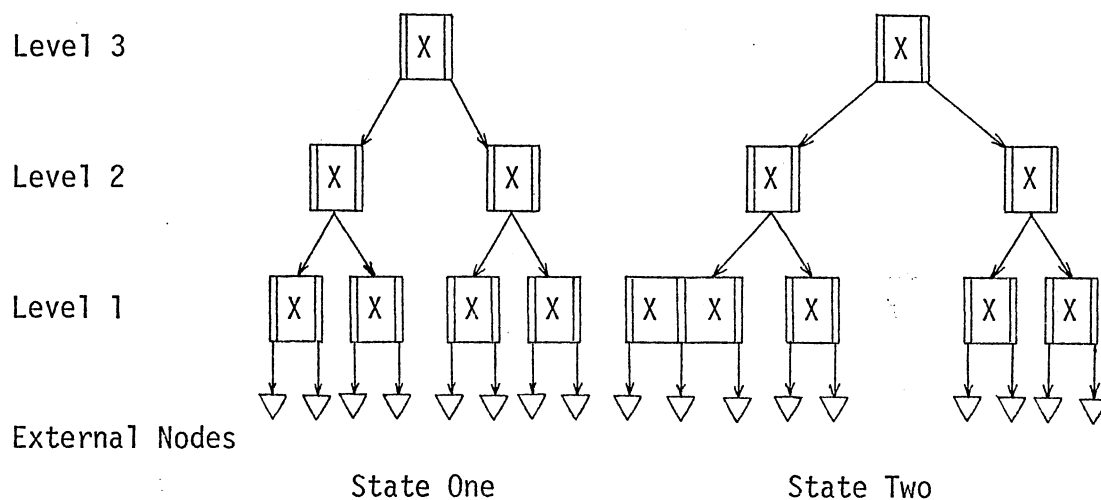 Level 3 X X
Level 2 X X X X
Level 1 X X X X X X X X X
External Nodes
State One State Two